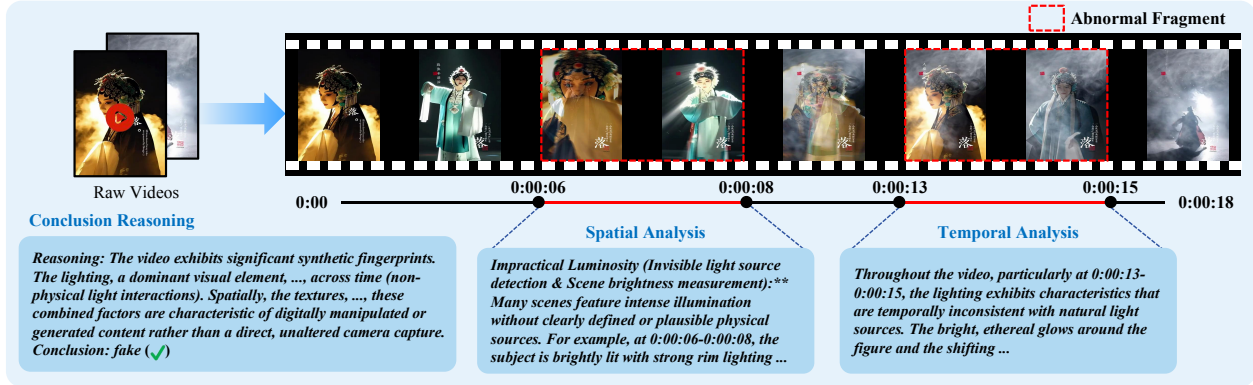 Abnormal Fragment
Raw Videos
0:00
0:00:06
0:00:08
0:00:13
0:00:15
0:00:18
Conclusion Reasoning
Reasoning: The video exhibits significant synthetic fingerprints.
The lighting, a dominant visual element, ..., across time (non-
physical light interactions). Spatially, the textures, ..., these
combined factors are characteristic of digitally manipulated or
generated content rather than a direct, unaltered camera capture.
Conclusion: fake (✓)
Spatial Analysis
Impractical Luminosity (Invisible light source
detection & Scene brightness measurement):**
Many scenes feature intense illumination
without clearly defined or plausible physical
sources. For example, at 0:00:06-0:00:08, the
subject is brightly lit with strong rim lighting ...
Temporal Analysis
Throughout the video, particularly at 0:00:13-
0:00:15, the lighting exhibits characteristics that
are temporally inconsistent with natural light
sources. The bright, ethereal glows around the
figure and the shifting ...